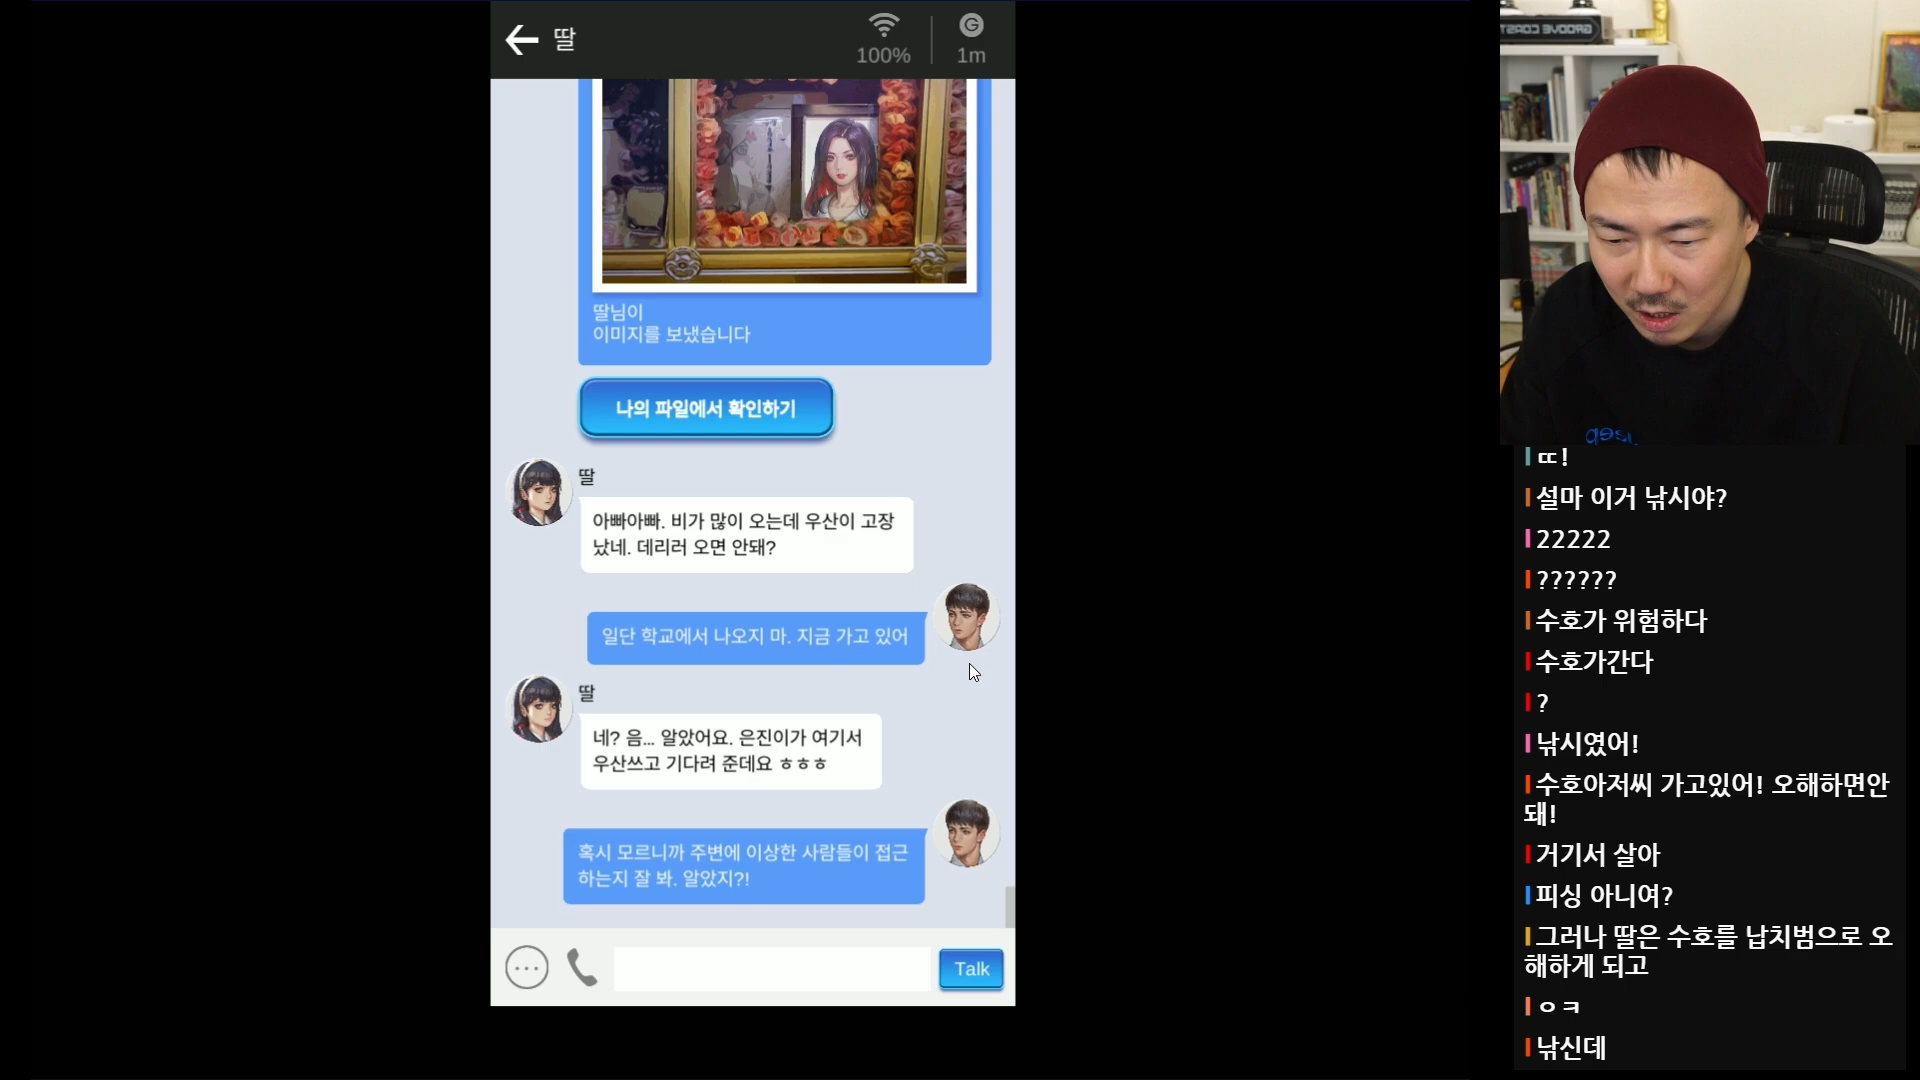 딸
100%
1m
딸님이
이미지를 보냈습니다
나의 파일에서 확인하기
딸
아빠아빠. 비가 많이 오는데 우산이 고장
났네. 데리러 오면 안돼?
일단 학교에서 나오지 마. 지금 가고 있어
딸
네? 음... 알았어요. 은진이가 여기서
우산쓰고 기다려 준데요 ㅎㅎㅎ
혹시 모르니까 주변에 이상한 사람들이 접근
하는지 잘 봐. 알았지?!
Talk
GROOVE COAST
ㄸ!
설마 이거 낚시야?
22222
??????
수호가 위험하다
수호가간다
?
낚시였어!
수호아저씨 가고있어! 오해하면안
돼!
거기서 살아
피싱 아니여?
그러나 딸은 수호를 납치범으로 오
해하게 되고
ㅇㅋ
낚신데